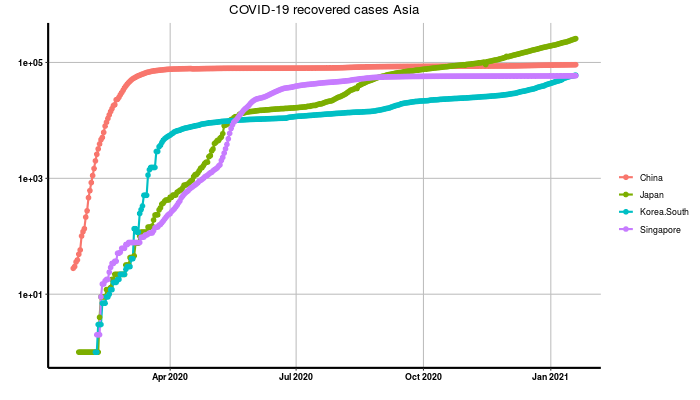 COVID-19 recovered cases Asia
1e+05
1e+03
1e+01
Apr 2020
Jul 2020
Oct 2020
Jan 2021
China
Japan
Korea.South
Singapore